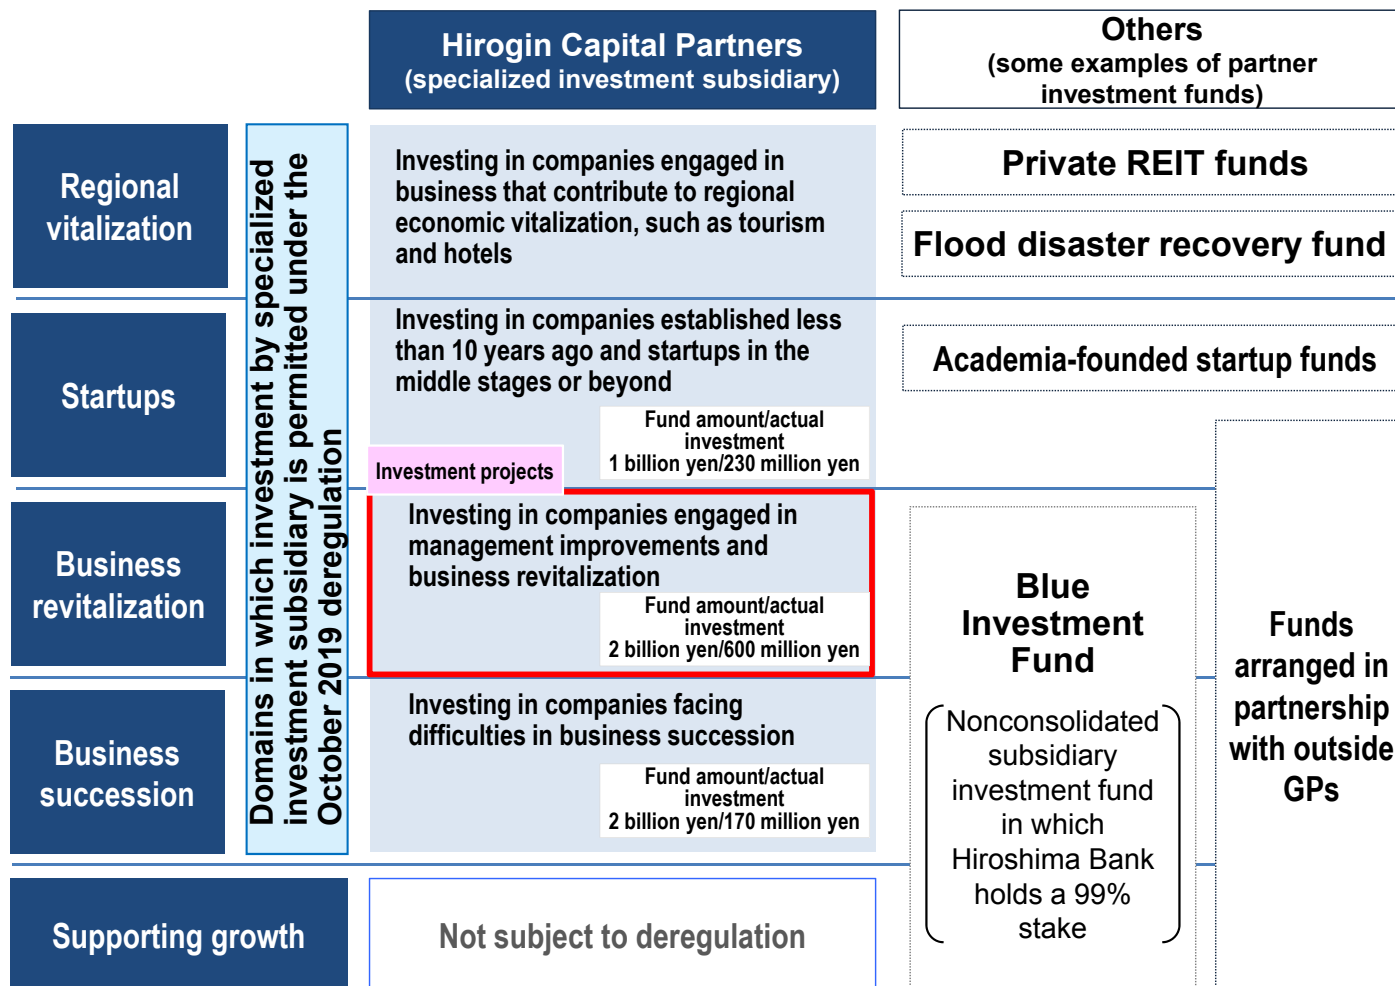 Hirogin Capital Partners
(specialized investment subsidiary)
Others
(some examples of partner
investment funds)
Regional
vitalization
Domains in which investment by specialized
investment subsidiary is permitted under the
October 2019 deregulation
Investing in companies engaged in
business that contribute to regional
economic vitalization, such as tourism
and hotels
Private REIT funds
Flood disaster recovery fund
Startups
Investing in companies established less
than 10 years ago and startups in the
middle stages or beyond
Fund amount/actual
investment
1 billion yen/230 million yen
Academia-founded startup funds
Investment projects
Business
revitalization
Investing in companies engaged in
management improvements and
business revitalization
Fund amount/actual
investment
2 billion yen/600 million yen
Business
succession
Investing in companies facing
difficulties in business succession
Fund amount/actual
investment
2 billion yen/170 million yen
Blue
Investment
Fund
Nonconsolidated
subsidiary
investment fund
in which
Hiroshima Bank
holds a 99%
stake
Funds
arranged in
partnership
with outside
GPs
Supporting growth
Not subject to deregulation